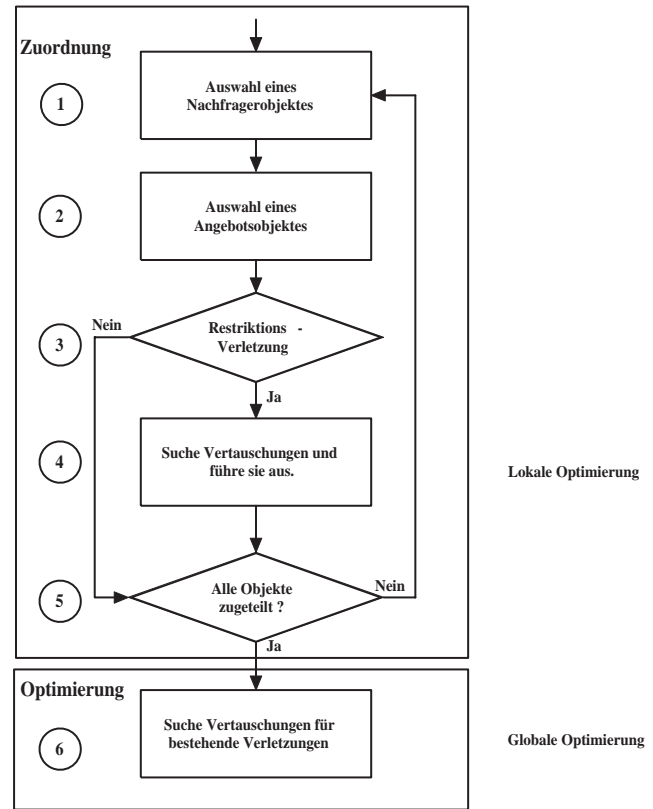 Zuordnung
1
Auswahl eines
Nachfragerobjektes
2
Auswahl eines
Angebotsobjektes
Nein
3
Restriktions -
Verletzung
Ja
4
Suche Vertauschungen und
führe sie aus.
Lokale Optimierung
5
Alle Objekte
zugeteilt ?
Nein
Ja
Optimierung
6
Suche Vertauschungen für
bestehende Verletzungen
Globale Optimierung